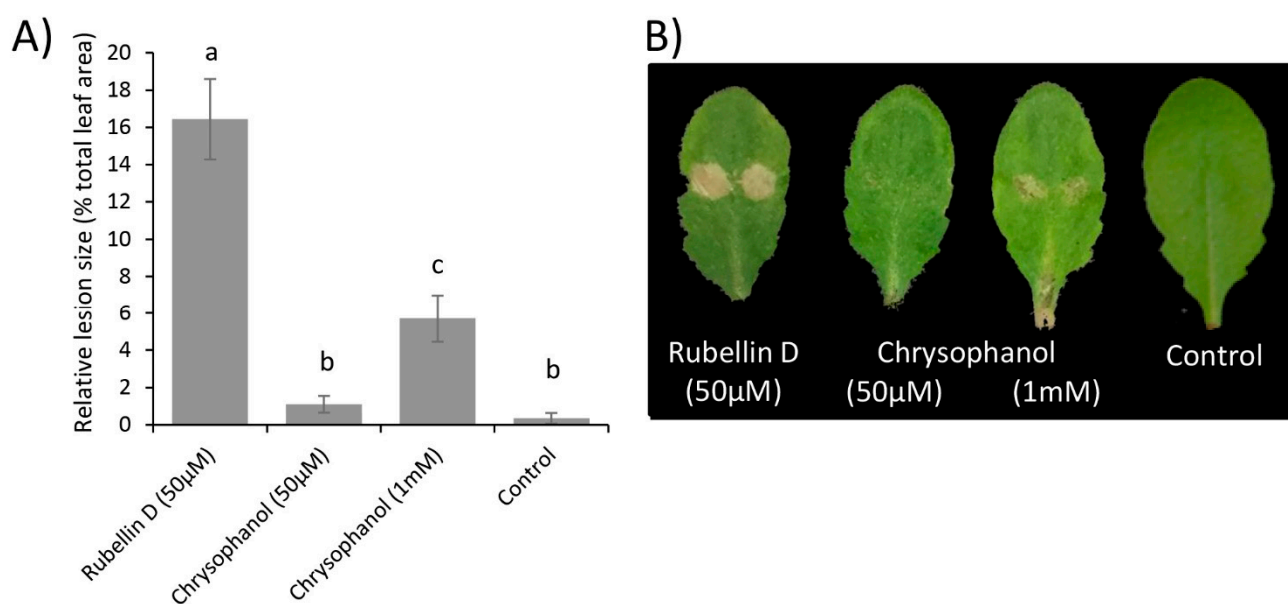 A)
Relative lesion size (% total leaf area)
20
18
16
14
12
10
8
6
4
2
0
a
b
c
b
Rubellin D (50µM)
Chrysophanol (50µM)
Chrysophanol (1mM)
Control
B)
Rubellin D
(50µM)
Chrysophanol
(50µM) (1mM)
Control